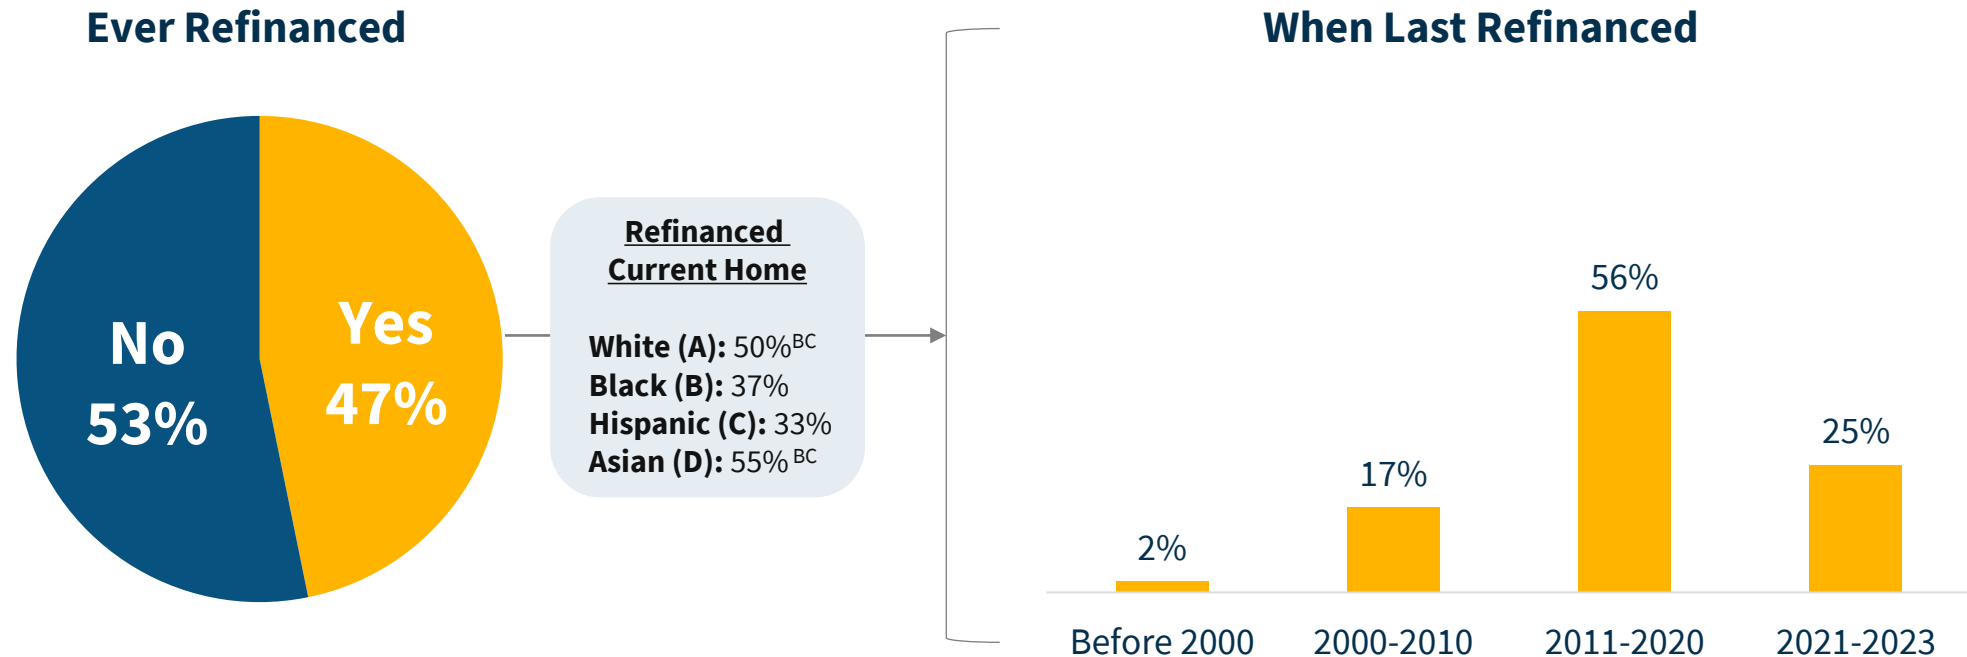 Ever Refinanced
No
53%
Yes
47%
Refinanced
Current Home
White (A): 50%BC
Black (B): 37%
Hispanic (C): 33%
Asian (D): 55% BC
When Last Refinanced
2%
17%
56%
25%
Before 2000
2000-2010
2011-2020
2021-2023